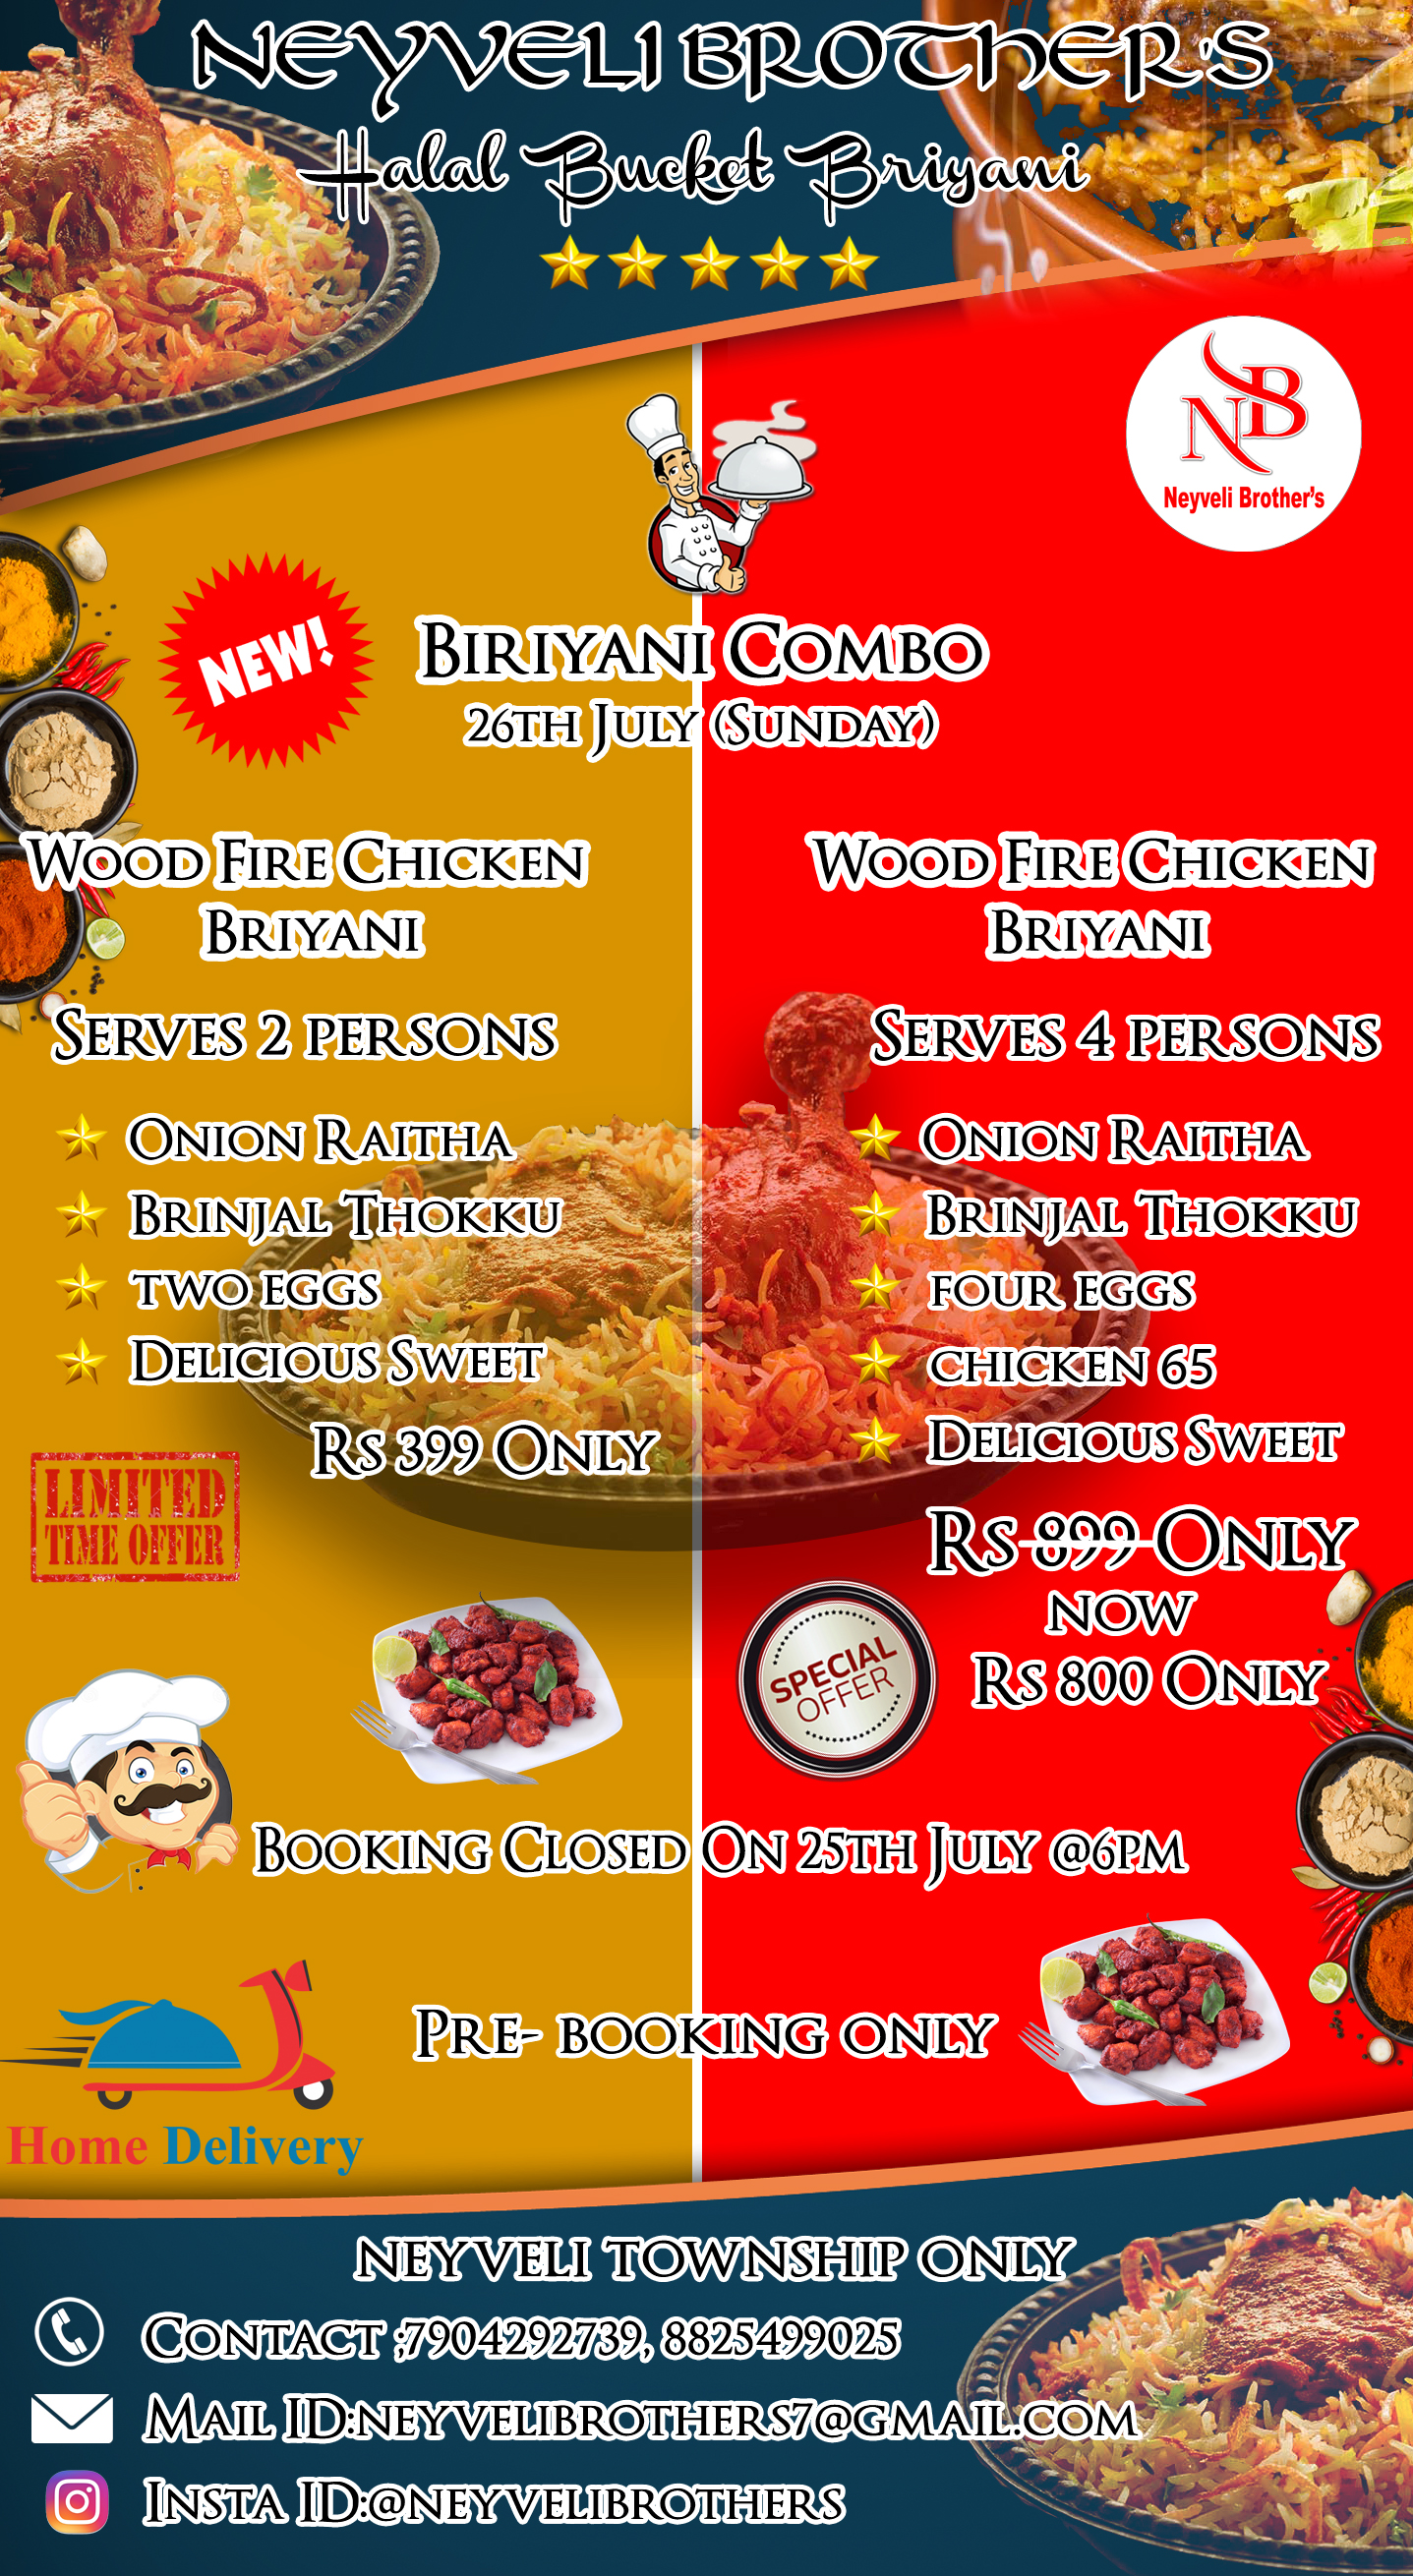 NEYVELI BROTHER'S
Halal Bucket Briyani
NB
Neyveli Brother's
NEW!
BIRIYANI COMBO
26TH JULY (SUNDAY)
WOOD FIRE CHICKEN
BRIYANI
SERVES 2 PERSONS
ONION RAITHA
BRINJAL THOKKU
TWO EGGS
DELICIOUS SWEET
RS 399 ONLY
LIMITED
TIME OFFER
WOOD FIRE CHICKEN
BRIYANI
SERVES 4 PERSONS
ONION RAITHA
BRINJAL THOKKU
FOUR EGGS
CHICKEN 65
DELICIOUS SWEET
RS 899 ONLY
NOW
RS 800 ONLY
SPECIAL
OFFER
BOOKING CLOSED ON 25TH JULY @6PM
PRE- BOOKING ONLY
Home Delivery
NEYVELI TOWNSHIP ONLY
CONTACT ;7904292739, 8825499025
MAIL ID:NEYVELIBROTHERS7@GMAIL.COM
INSTA ID:@NEYVELIBROTHERS